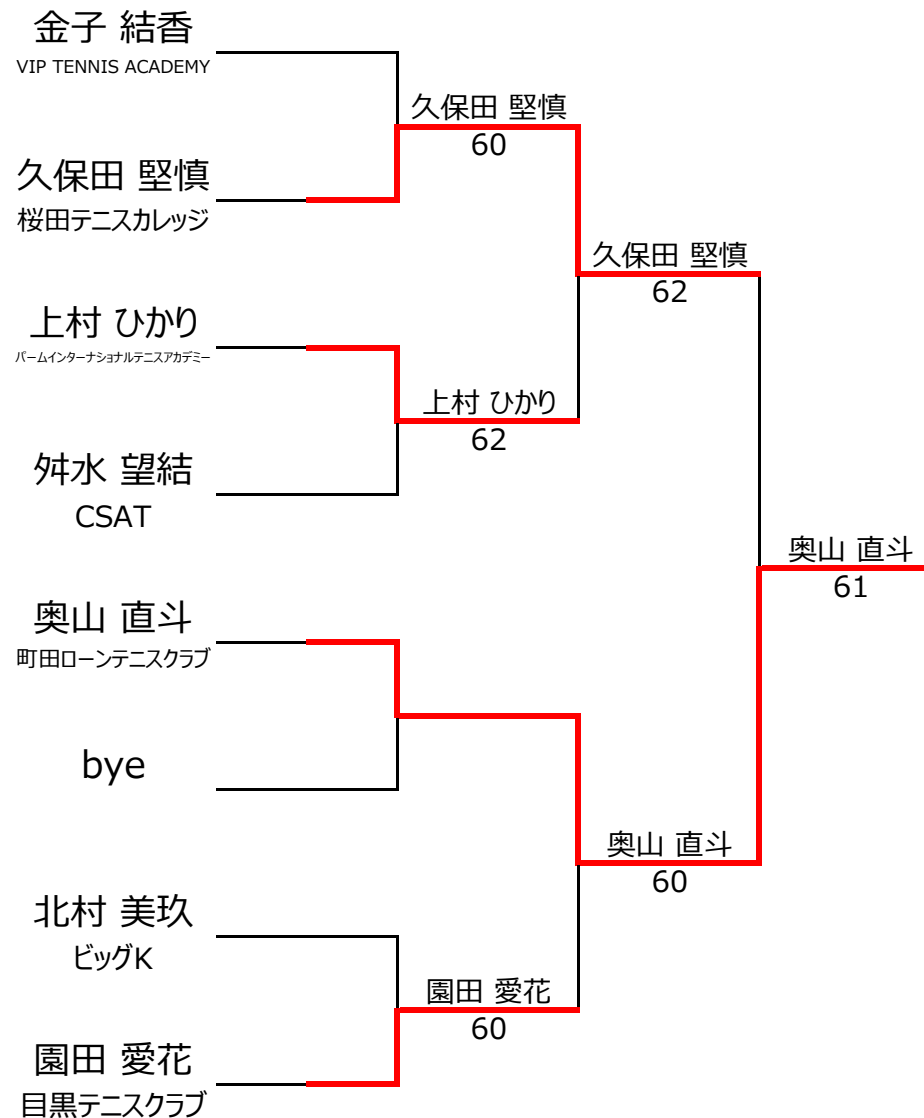 金子 結香
VIP TENNIS ACADEMY
久保田 堅慎
60
久保田 堅慎
桜田テニスカレッジ
久保田 堅慎
62
上村 ひかり
パームインターナショナルテニスアカデミー
上村 ひかり
62
舛水 望結
CSAT
奥山 直斗
61
奥山 直斗
町田ローンテニスクラブ
bye
奥山 直斗
60
北村 美玖
ビッグK
園田 愛花
60
園田 愛花
目黒テニスクラブ